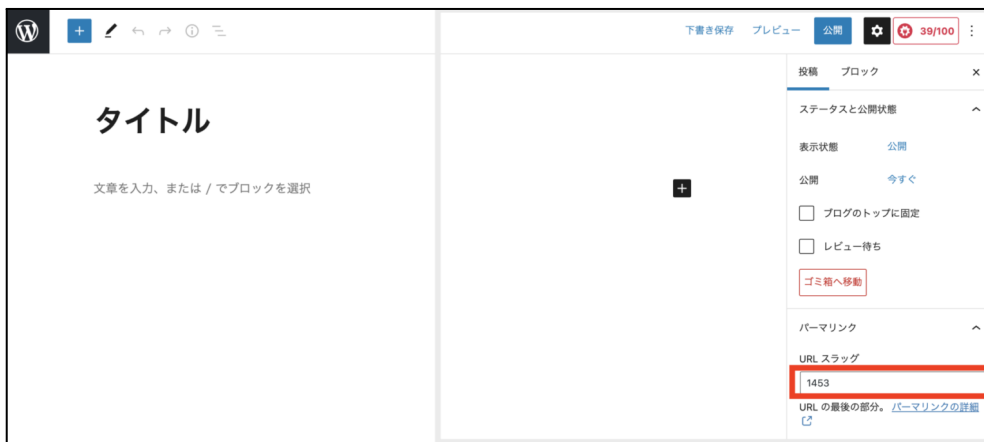 下書き保存 プレビュー 公開 39/100
投稿 ブロック
タイトル
ステータスと公開状態
表示状態 公開
公開 今すぐ
文章を入力、または / でブロックを選択
ブログのトップに固定
レビュー待ち
ゴミ箱へ移動
パーマリンク
URL スラッグ
1453
URL の最後の部分。 パーマリンクの詳細